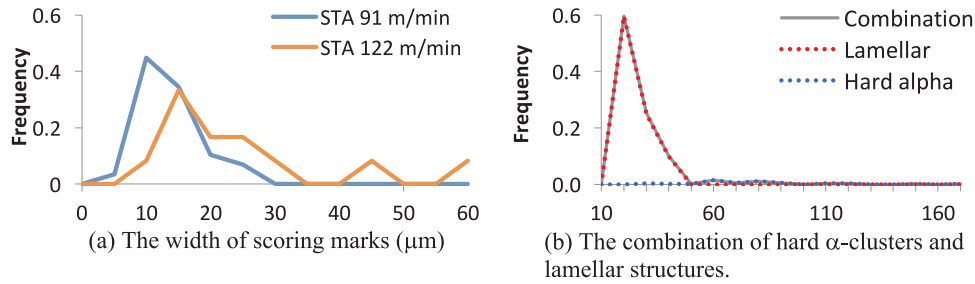 Frequency
0.6
0.4
0.2
0
0 10 20 30 40 50 60
STA 91 m/min
STA 122 m/min
(a) The width of scoring marks (μm)
Frequency
0.6
0.4
0.2
0.0
10 60 110 160
Combination
Lamellar
Hard alpha
(b) The combination of hard α-clusters and
lamellar structures.